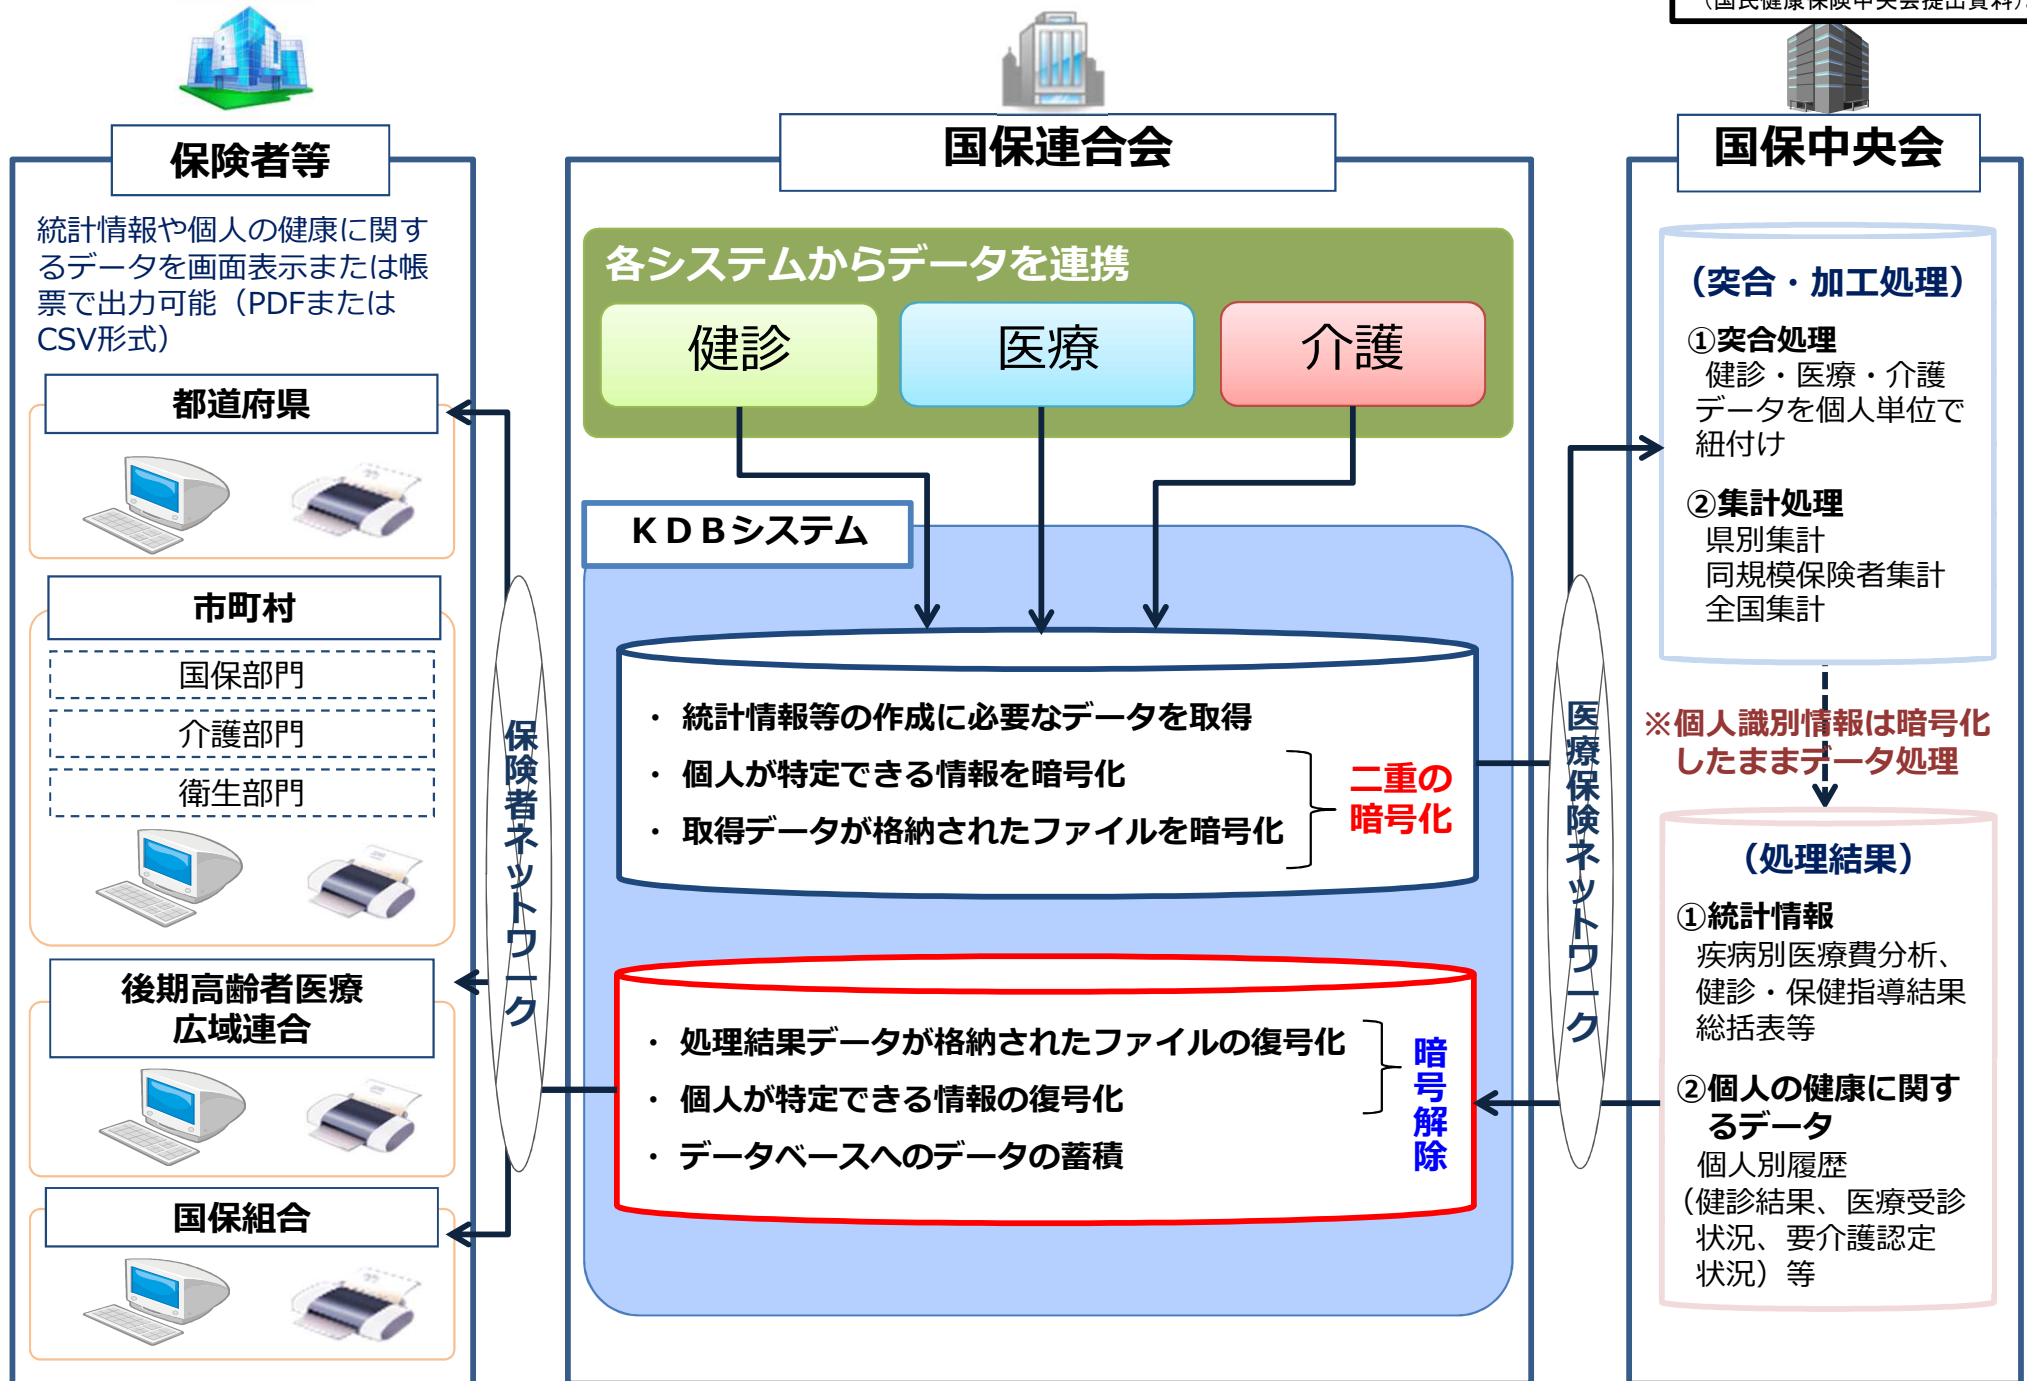 （国民健康保険中央会提出資料）
保険者等
統計情報や個人の健康に関す
るデータを画面表示または帳
票で出力可能（PDFまたは
CSV形式）
都道府県
市町村
国保部門
介護部門
衛生部門
後期高齢者医療
広域連合
国保組合
保険者ネットワーク
国保連合会
各システムからデータを連携
健診
医療
介護
ＫＤＢシステム
・ 統計情報等の作成に必要なデータを取得
・ 個人が特定できる情報を暗号化
・ 取得データが格納されたファイルを暗号化
二重の
暗号化
・ 処理結果データが格納されたファイルの復号化
・ 個人が特定できる情報の復号化
・ データベースへのデータの蓄積
暗号解除
医療保険ネットワーク
国保中央会
（突合・加工処理）
①突合処理
健診・医療・介護
データを個人単位で
紐付け
②集計処理
県別集計
同規模保険者集計
全国集計
※個人識別情報は暗号化
したままデータ処理
（処理結果）
①統計情報
疾病別医療費分析、
健診・保健指導結果
総括表等
②個人の健康に関す
るデータ
個人別履歴
（健診結果、医療受診
状況、要介護認定
状況）等